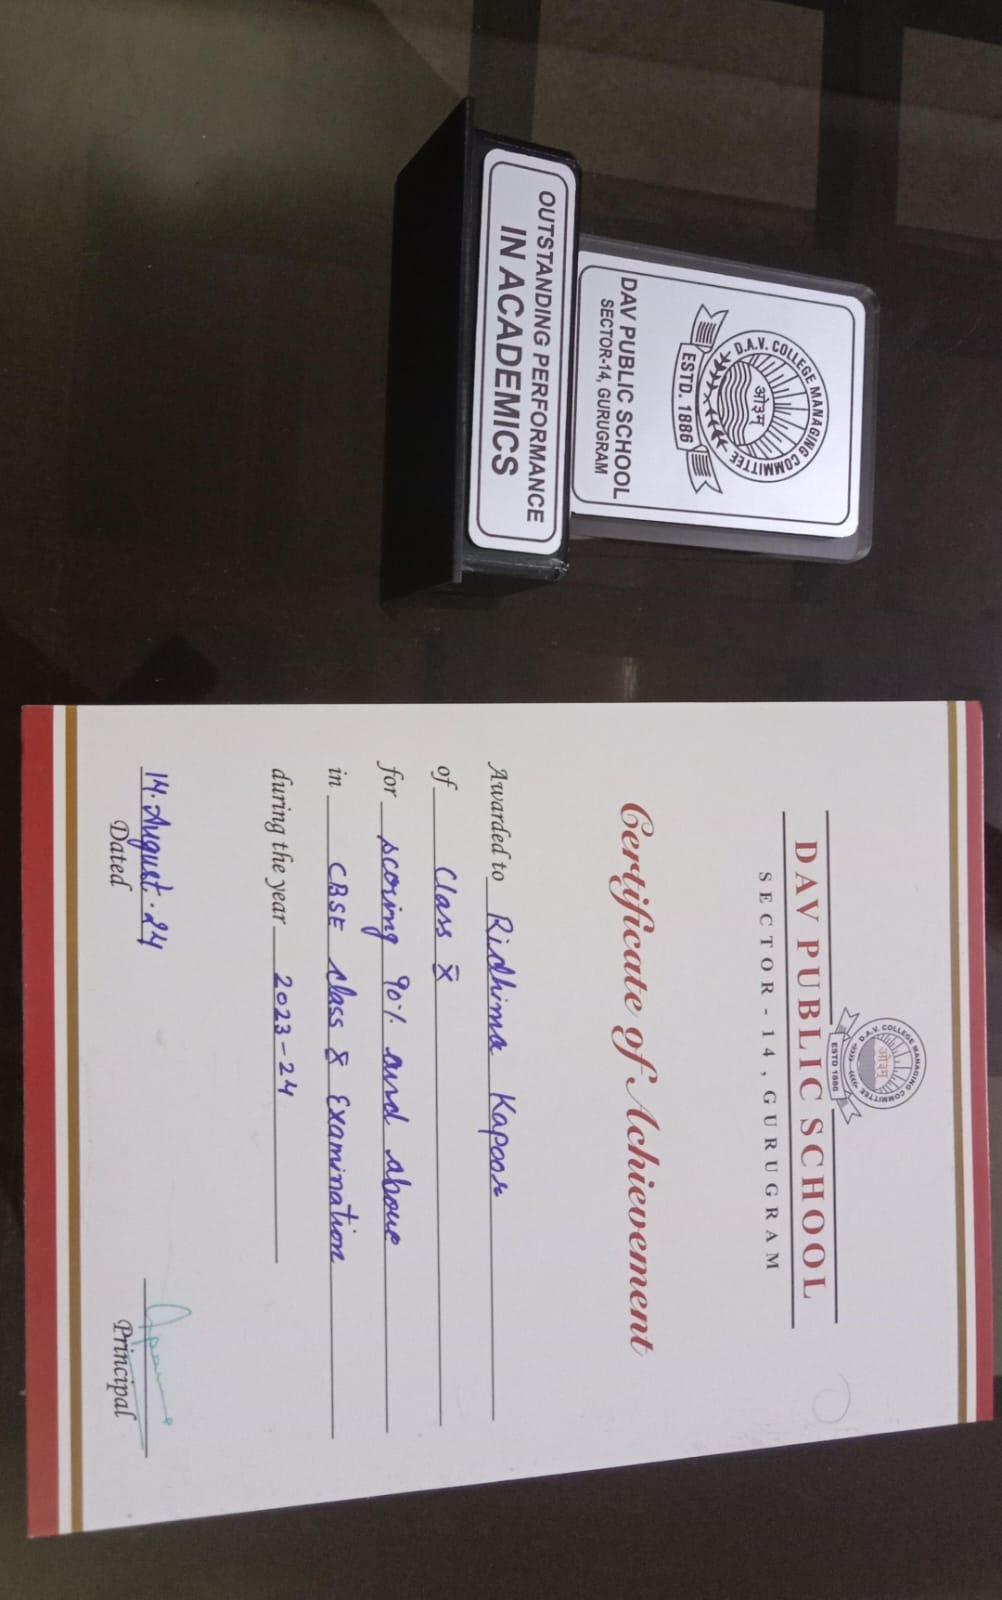 D.A.V. COLLEGE MANAGING COMMITTEE
ओ३म्
ESTD. 1886
DAV PUBLIC SCHOOL
SECTOR-14, GURUGRAM
OUTSTANDING PERFORMANCE
IN ACADEMICS
D.A.V. COLLEGE MANAGING COMMITTEE
ओ३म्
ESTD 1886
DAV PUBLIC SCHOOL
SECTOR-14, GURUGRAM
Certificate of Achievement
Awarded to Ridhima Kapoor
of Class X
for scoring 90% and above
in CBSE class X Examination
during the year 2023-24
14.August.24
Dated
Principal